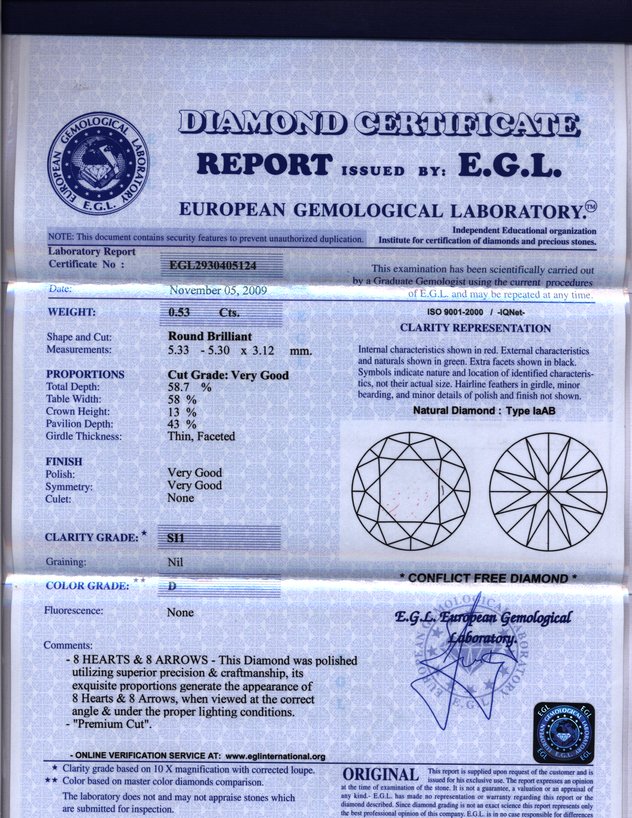 EUROPEAN GEMOLOGICAL LABORATORY
E.G.L.
DIAMOND CERTIFICATE
REPORT ISSUED BY: E.G.L.
EUROPEAN GEMOLOGICAL LABORATORY.TM
Independent Educational organization
Institute for certification of diamonds and precious stones.
NOTE: This document contains security features to prevent unauthorized duplication.
Laboratory Report
Certificate No : EGL2930405124
Date: November 05, 2009
This examination has been scientifically carried out
by a Graduate Gemologist using the current procedures
of E.G.L. and may be repeated at any time.
WEIGHT: 0.53 Cts.
Shape and Cut: Round Brilliant
Measurements: 5.33 - 5.30 x 3.12 mm.
PROPORTIONS Cut Grade: Very Good
Total Depth: 58.7 %
Table Width: 58 %
Crown Height: 13 %
Pavilion Depth: 43 %
Girdle Thickness: Thin, Faceted
FINISH
Polish: Very Good
Symmetry: Very Good
Culet: None
CLARITY GRADE: * SI1
Graining: Nil
COLOR GRADE: ** D
Fluorescence: None
ISO 9001-2000 / -IQNet-
CLARITY REPRESENTATION
Internal characteristics shown in red. External characteristics
and naturals shown in green. Extra facets shown in black.
Symbols indicate nature and location of identified characteris-
tics, not their actual size. Hairline feathers in girdle, minor
bearding, and minor details of polish and finish not shown.
Natural Diamond : Type IaAB
* CONFLICT FREE DIAMOND *
E.G.L. European Gemological
Laboratory.
Comments:
- 8 HEARTS & 8 ARROWS - This Diamond was polished
utilizing superior precision & craftmanship, its
exquisite proportions generate the appearance of
8 Hearts & 8 Arrows, when viewed at the correct
angle & under the proper lighting conditions.
- "Premium Cut".
- ONLINE VERIFICATION SERVICE AT: www.eglinternational.org
* Clarity grade based on 10 X magnification with corrected loupe.
** Color based on master color diamonds comparison.
The laboratory does not and may not appraise stones which
are submitted for inspection.
EGL EGL
EGL EGL
ORIGINAL This report is supplied upon request of the customer and is
issued for his exclusive use. The report expresses an opinion
at the time of examination of the stone. It is not a guarantee, a valuation or an appraisal of
any kind.- E.G.L. has made no representation or warranty regarding this report or the
diamond described. Since diamond grading is not an exact science this report represents only
the best professional opinion of this company. E.G.L. is in no case responsible for differences